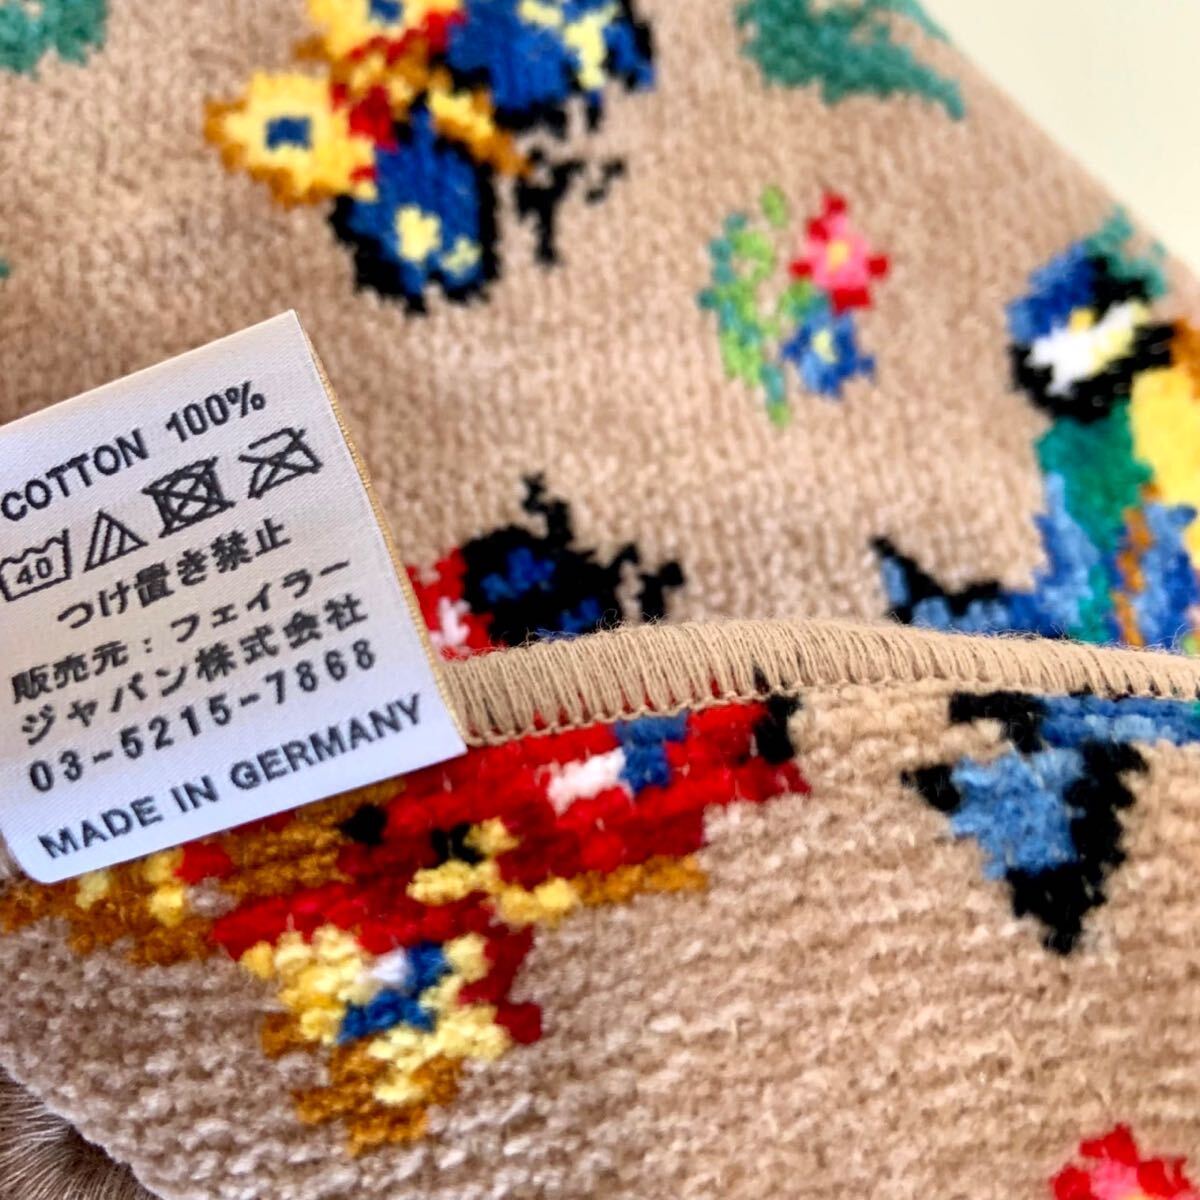 COTTON 100%
40
つけ置き禁止
販売元：フェイラー
ジャパン株式会社
03-5215-7868
MADE IN GERMANY